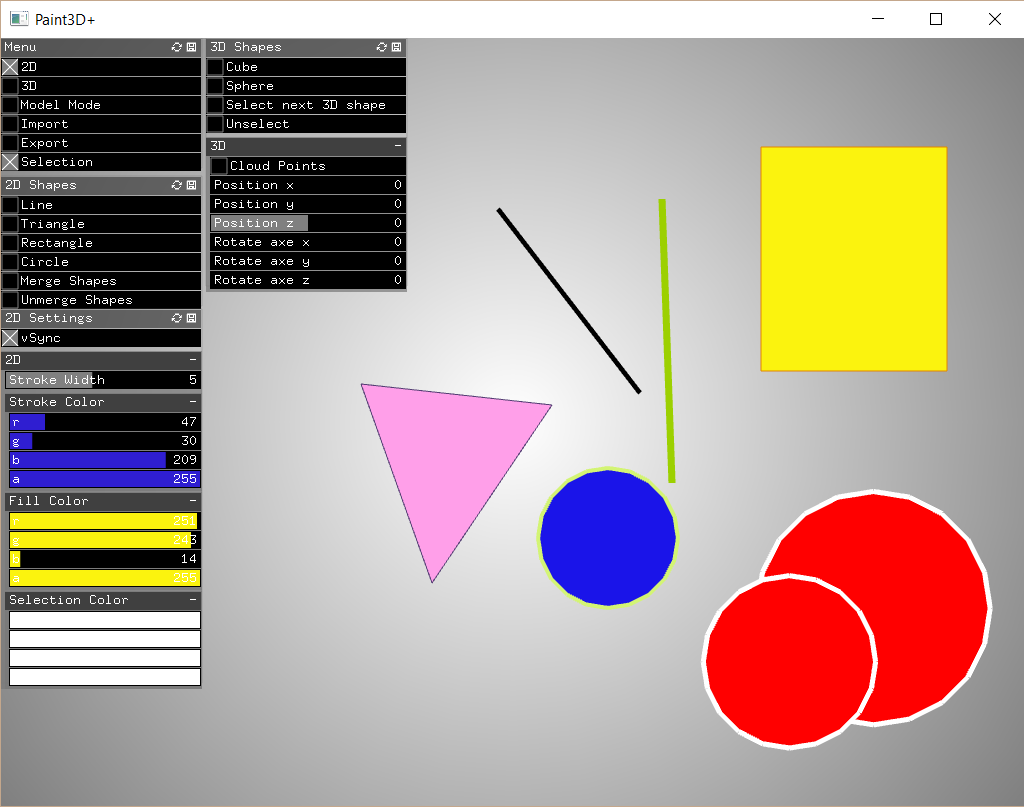 Paint3D+
Menu
2D
3D
Model Mode
Import
Export
Selection
2D Shapes
Line
Triangle
Rectangle
Circle
Merge Shapes
Unmerge Shapes
2D Settings
vSync
2D
Stroke Width 5
Stroke Color
r 47
g 30
b 209
a 255
Fill Color
r 251
g 243
b 14
a 255
Selection Color
3D Shapes
Cube
Sphere
Select next 3D shape
Unselect
3D
Cloud Points
Position x 0
Position y 0
Position z 0
Rotate axe x 0
Rotate axe y 0
Rotate axe z 0